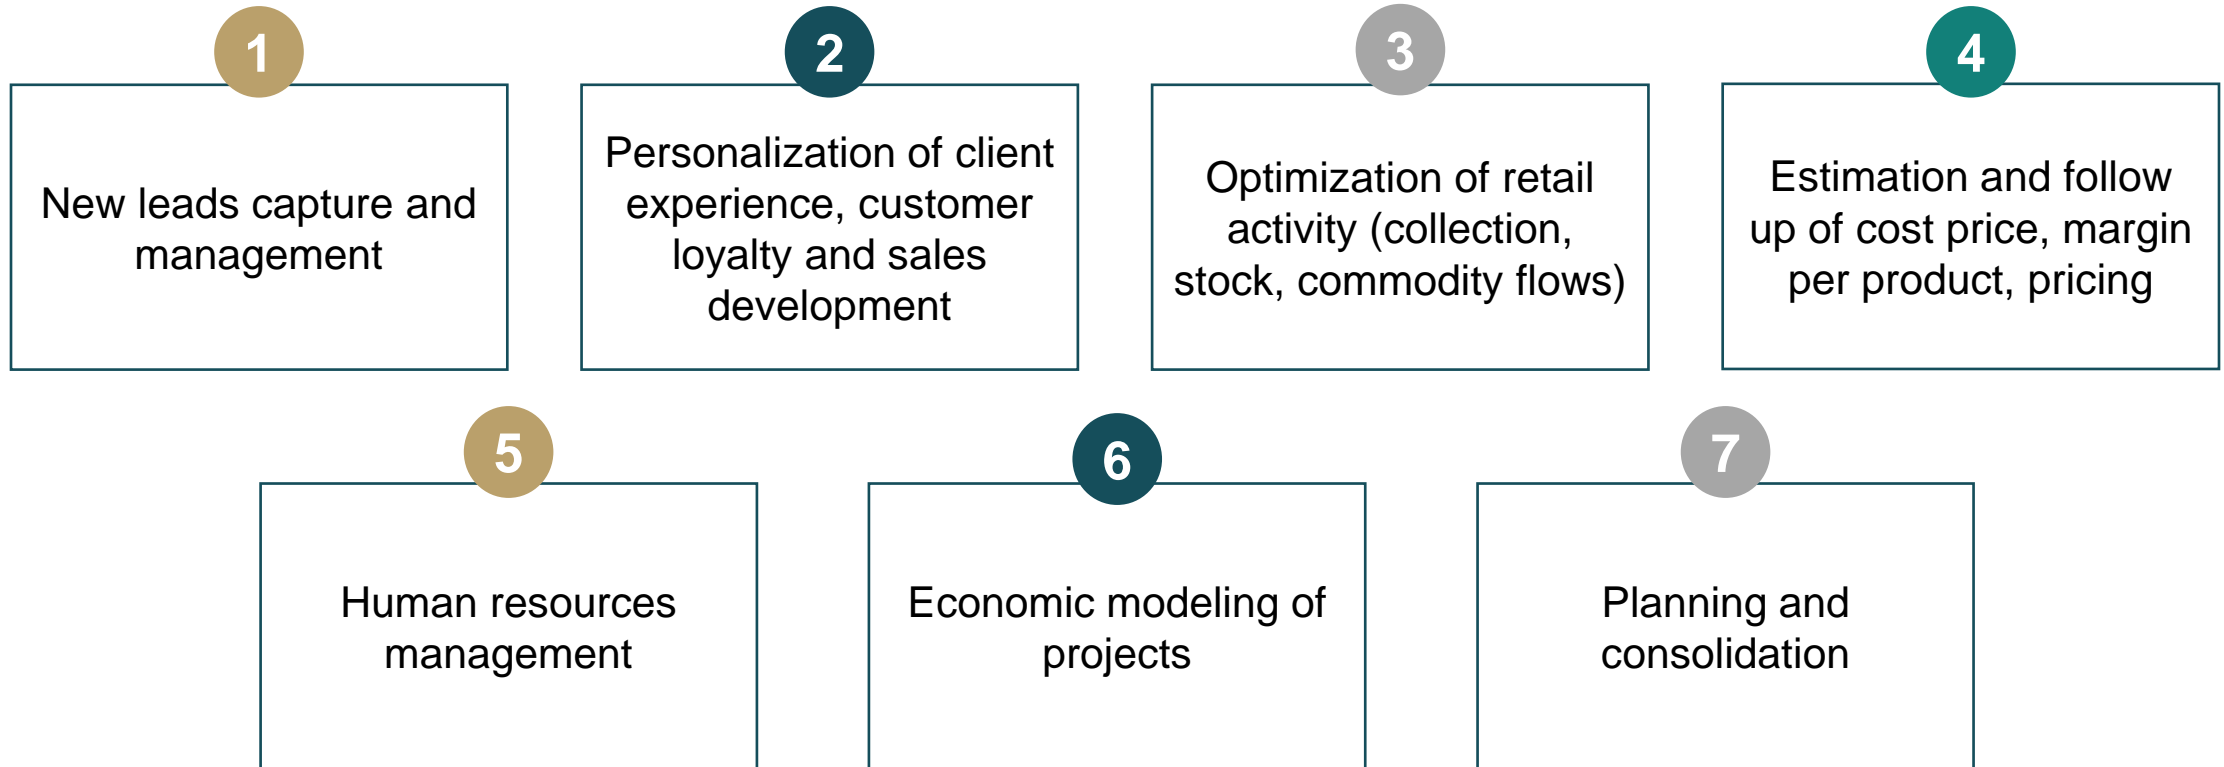 1
New leads capture and
management
2
Personalization of client
experience, customer
loyalty and sales
development
3
Optimization of retail
activity (collection,
stock, commodity flows)
4
Estimation and follow
up of cost price, margin
per product, pricing
5
Human resources
management
6
Economic modeling of
projects
7
Planning and
consolidation